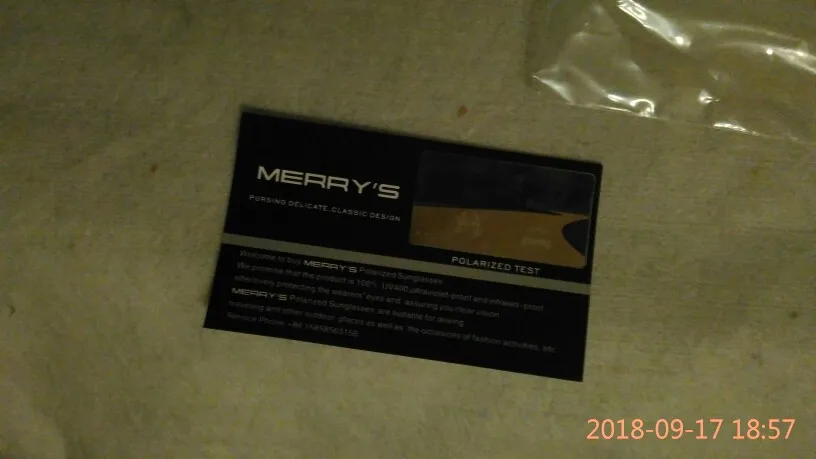 MERRY'S
PURSING DELICATE, CLASSIC DESIGN
POLARIZED TEST
Welcome to buy MERRY'S Polarized Sunglasses
We promise that the product is 100% UV400,ultraviolet-proof and infrared -proof
effectively protecting the wearers' eyes and assuring you clear vision
MERRY'S Polarized Sunglasses are suitable for driving
traveling and other outdoor places as well as the occasions of fashion activities, etc.
Service Phone: +86
2018-09-17 18:57